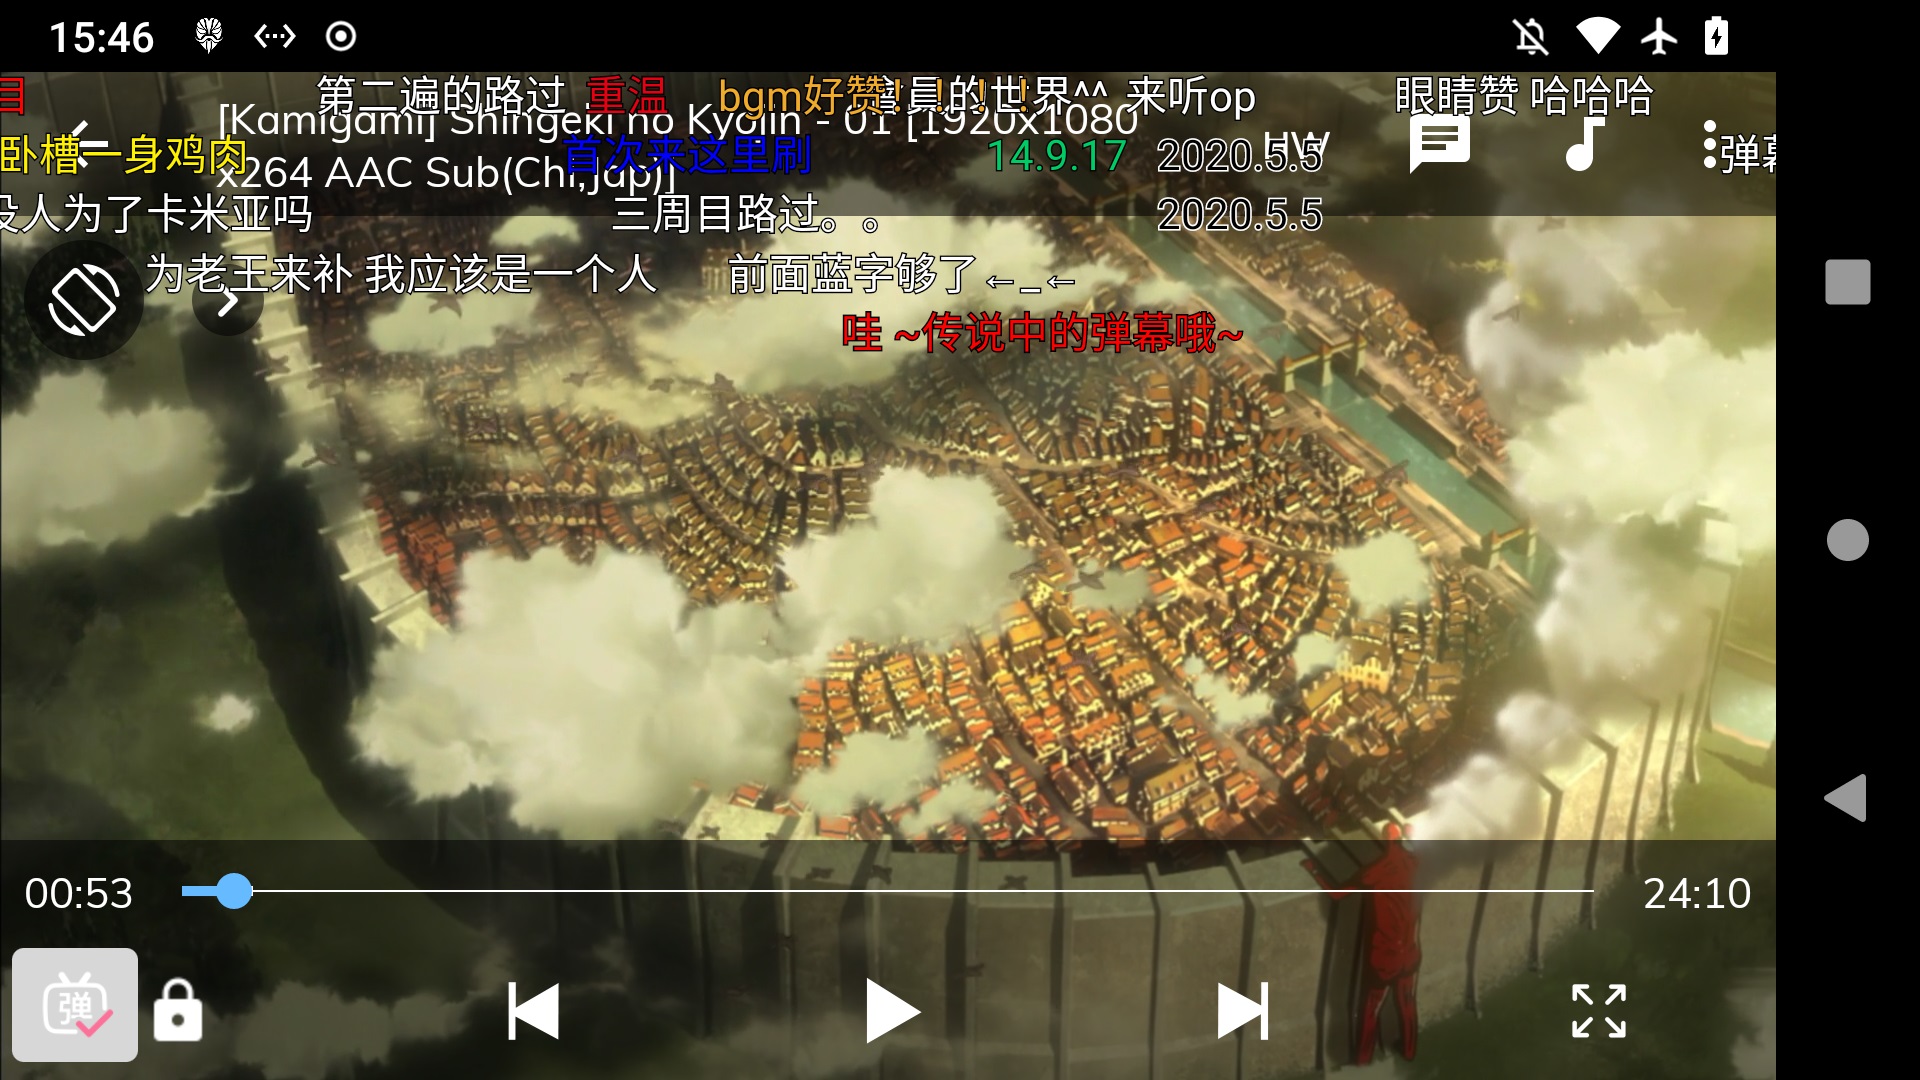 15:46
目
第二遍的路过
重温
bgm好赞!!!!
的世界^^
来听op
眼睛赞
哈哈哈
[Kamigami] Shingeki no Kyojin - 01 [1920x1080
x264 AAC Sub(Chi,Jap)]
HW
卧槽一身鸡肉
首次来这里刷
14.9.17
2020.5.5
弹幕
没人为了卡米亚吗
三周目路过。。
2020.5.5
为老王来补
我应该是一个人
前面蓝字够了←_←
哇 ~传说中的弹幕哦~
00:53
24:10
弹